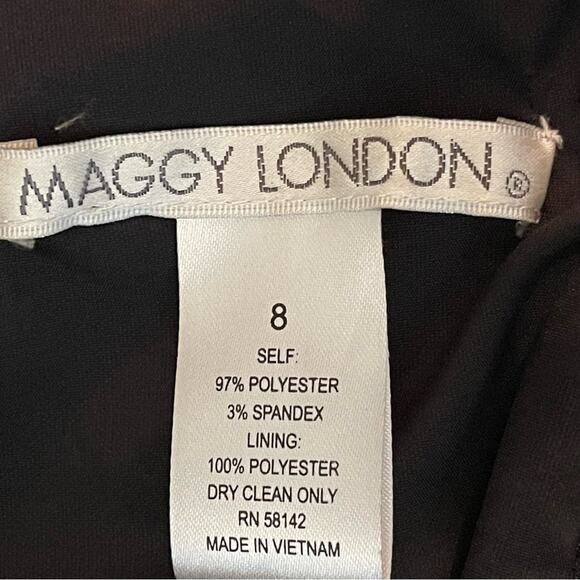 MAGGY LONDON®
8
SELF:
97% POLYESTER
3% SPANDEX
LINING:
100% POLYESTER
DRY CLEAN ONLY
RN 58142
MADE IN VIETNAM